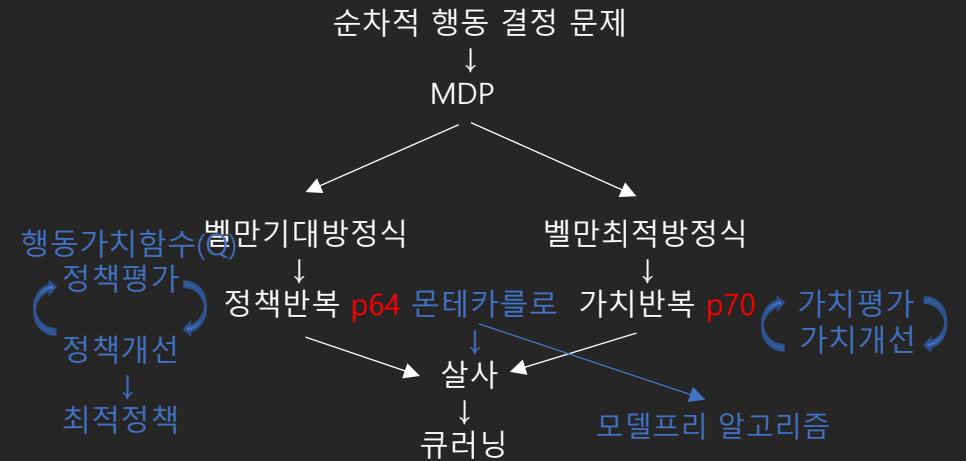 순차적 행동 결정 문제
↓
MDP
벨만기대방정식
벨만최적방정식
행동가치함수(Q)
정책평가
↓
↓
정책반복 p64 몬테카를로 가치반복 p70
가치평가
가치개선
정책개선
↓
살사
↓
최적정책
↓
모델프리 알고리즘
큐러닝